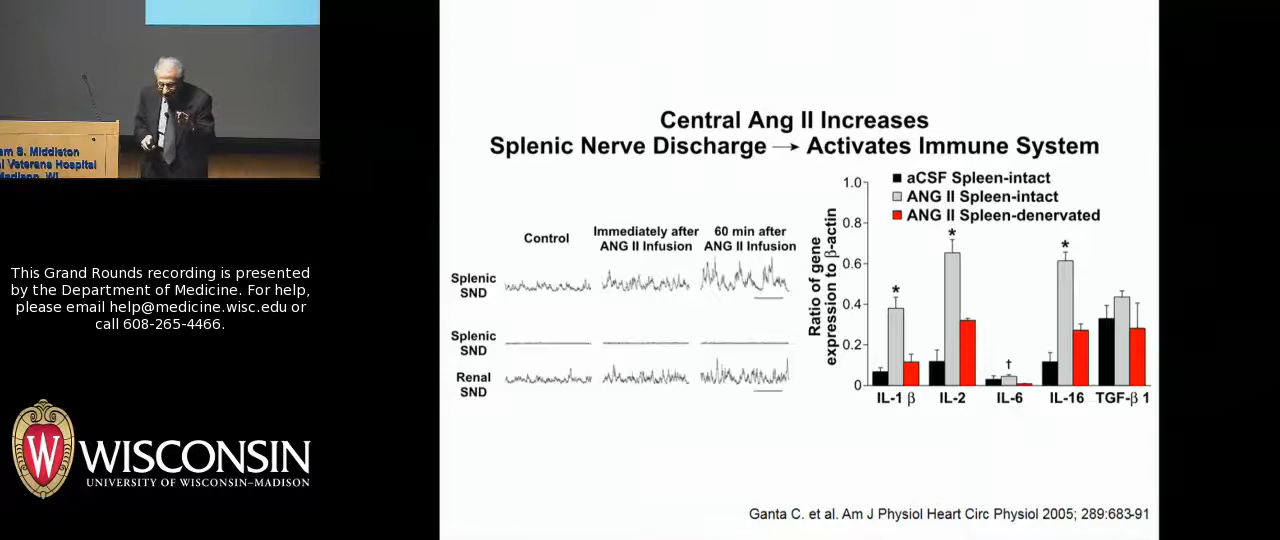 am S. Middleton
al Veterans Hospital
Madison, WI
This Grand Rounds recording is presented
by the Department of Medicine. For help,
please email help@medicine.wisc.edu or
call 608-265-4466.
W
WISCONSIN
UNIVERSITY OF WISCONSIN–MADISON
Central Ang II Increases
Splenic Nerve Discharge → Activates Immune System
Control
Immediately after
ANG II Infusion
60 min after
ANG II Infusion
Splenic
SND
Splenic
SND
Renal
SND
aCSF Spleen-intact
ANG II Spleen-intact
ANG II Spleen-denervated
Ratio of gene
expression to β-actin
1.0
0.8
0.6
0.4
0.2
0
*
*
†
*
IL-1 β
IL-2
IL-6
IL-16
TGF-β 1
Ganta C. et al. Am J Physiol Heart Circ Physiol 2005; 289:683-91